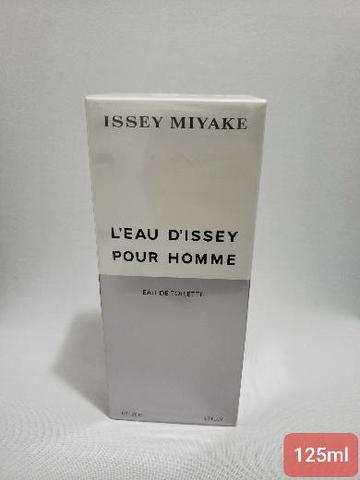 ISSEY MIYAKE
L'EAU D'ISSEY
POUR HOMME
EAU DE TOILETTE
125ml